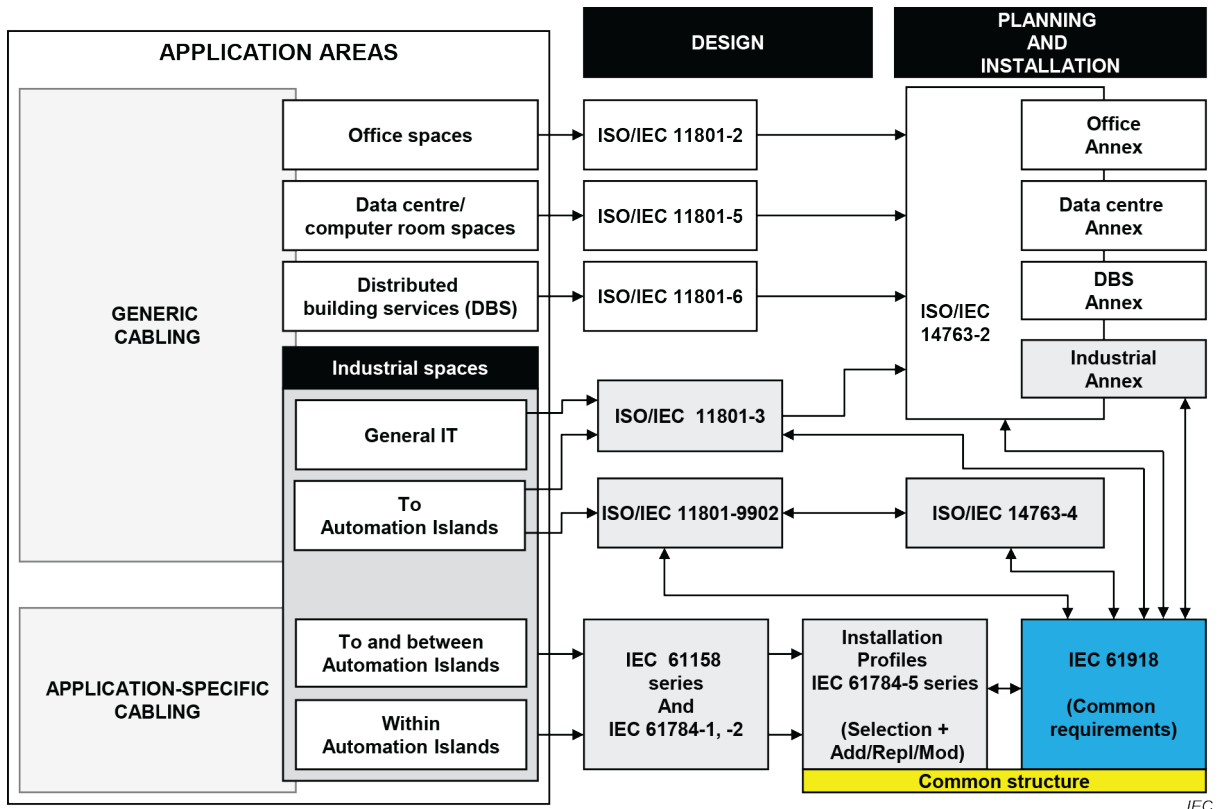 APPLICATION AREAS
DESIGN
PLANNING
AND
INSTALLATION
GENERIC
CABLING
Office spaces
ISO/IEC 11801-2
Office
Annex
Data centre/
computer room spaces
ISO/IEC 11801-5
Data centre
Annex
Distributed
building services (DBS)
ISO/IEC 11801-6
ISO/IEC
14763-2
DBS
Annex
Industrial
Annex
Industrial spaces
General IT
ISO/IEC  11801-3
To
Automation Islands
ISO/IEC 11801-9902
ISO/IEC 14763-4
APPLICATION-SPECIFIC
CABLING
To and between
Automation Islands
Within
Automation Islands
IEC  61158
series
And
IEC 61784-1, -2
Installation
Profiles
IEC 61784-5 series
(Selection +
Add/Repl/Mod)
IEC 61918
(Common
requirements)
Common structure
IEC